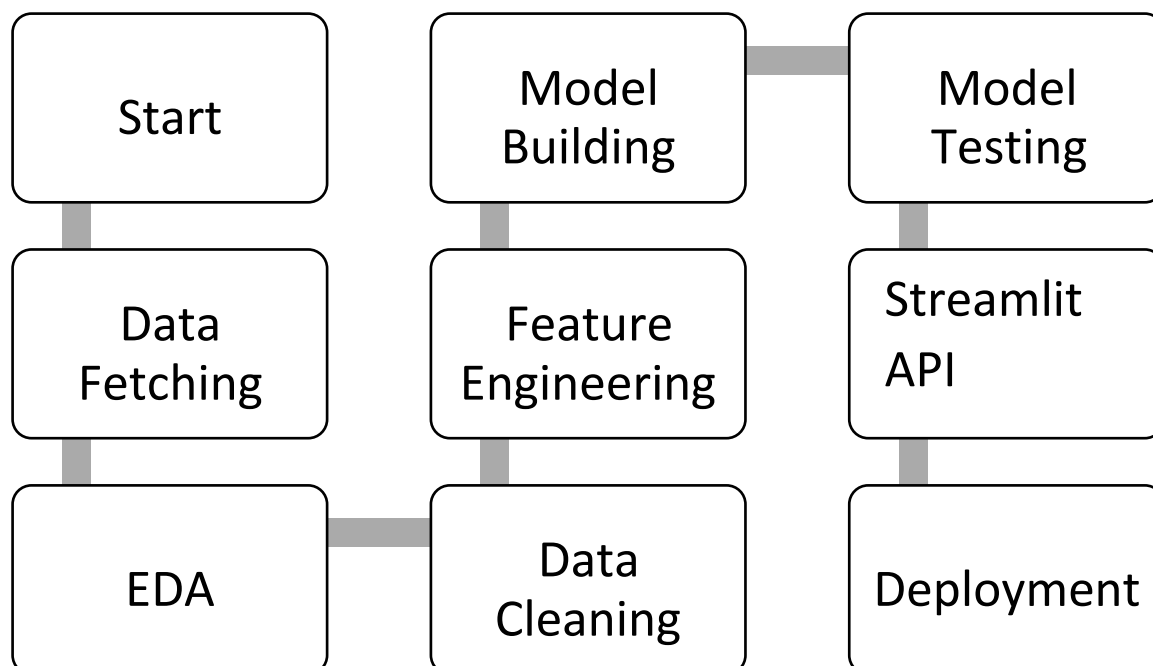 Start
Data
Fetching
EDA
Data
Cleaning
Feature
Engineering
Model
Building
Model
Testing
Streamlit
API
Deployment